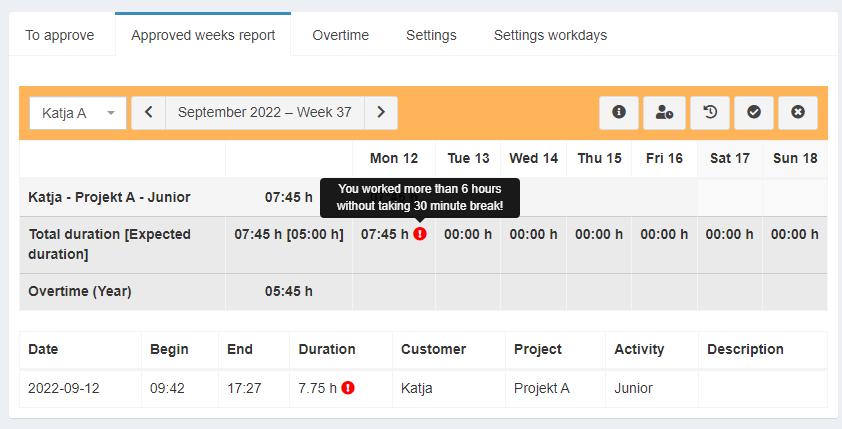 To approve Approved weeks report Overtime Settings Settings workdays
Katja A September 2022 – Week 37
Mon 12 Tue 13 Wed 14 Thu 15 Fri 16 Sat 17 Sun 18
You worked more than 6 hours
without taking 30 minute break!
Katja - Projekt A - Junior 07:45 h
Total duration [Expected duration] 07:45 h [05:00 h] 07:45 h 00:00 h 00:00 h 00:00 h 00:00 h 00:00 h 00:00 h
Overtime (Year) 05:45 h
Date Begin End Duration Customer Project Activity Description
2022-09-12 09:42 17:27 7.75 h Katja Projekt A Junior